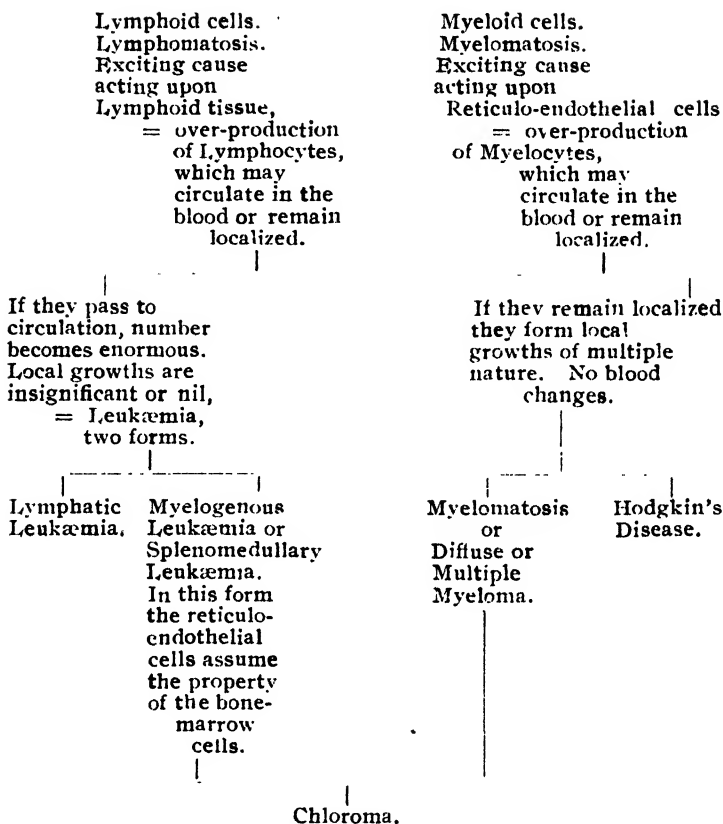 Lymphoid cells.
Lymphomatosis.
Exciting cause
acting upon
Lymphoid tissue,
= over-production
of Lymphocytes,
which may
circulate in the
blood or remain
localized.
Myeloid cells.
Myelomatosis.
Exciting cause
acting upon
Reticulo-endothelial cells
= over-production
of Myelocytes,
which may
circulate in the
blood or remain
localized.
If they pass to
circulation, number
becomes enormous.
Local growths are
insignificant or nil,
= Leukæmia,
two forms.
If they remain localized
they form local
growths of multiple
nature. No blood
changes.
Lymphatic
Leukæmia.
Myelogenous
Leukæmia or
Splenomedullary
Leukæmia.
In this form
the reticulo-
endothelial
cells assume
the property
of the bone-
marrow
cells.
Myelomatosis
or
Diffuse or
Multiple
Myeloma.
Hodgkin's
Disease.
Chloroma.